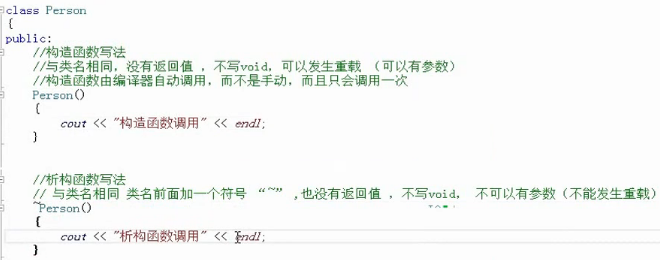 class Person
{
public:
//构造函数写法
//与类名相同，没有返回值 ，不写void，可以发生重载 （可以有参数）
//构造函数由编译器自动调用，而不是手动，而且只会调用一次
Person()
{
cout << "构造函数调用" << endl;
}
//析构函数写法
// 与类名相同 类名前面加一个符号 “~” ,也没有返回值 ，不写void， 不可以有参数（不能发生重载）
~Person()
{
cout << "析构函数调用" << endl;
}